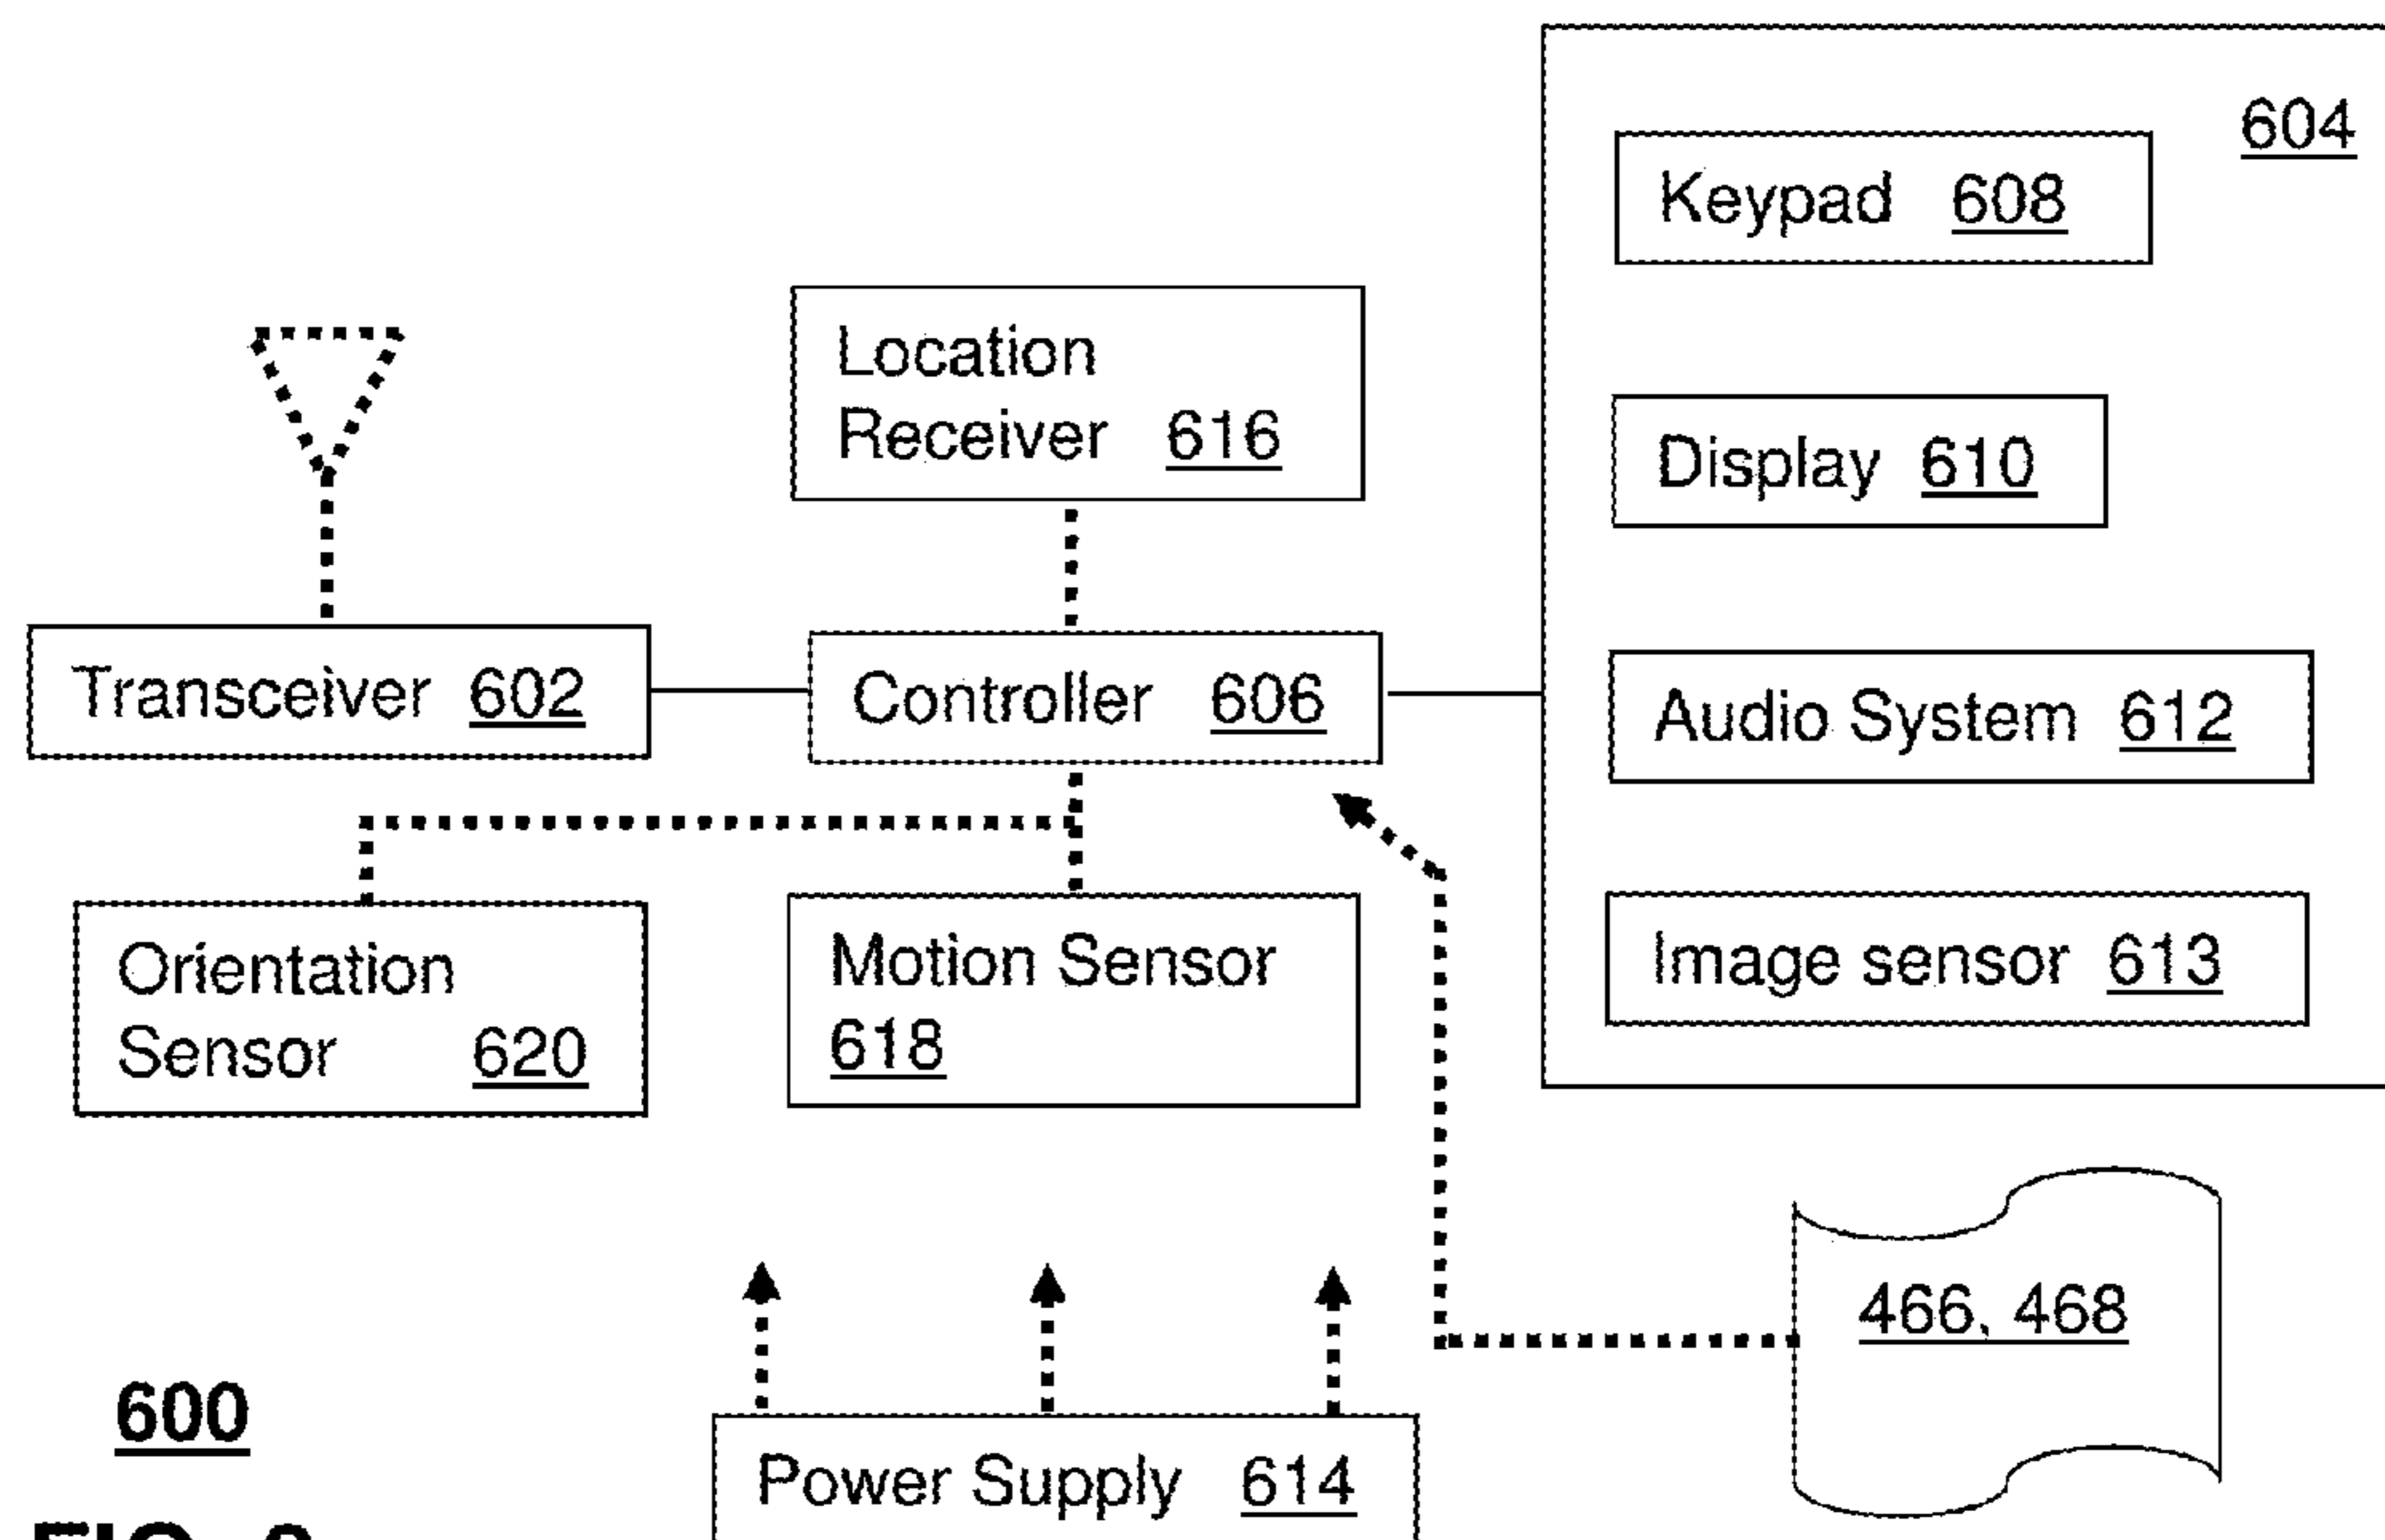 604
Keypad 608
Location
Receiver 616
Display 610
Transceiver 602
Controller 606
Audio System 612
Orientation
Sensor 620
Motion Sensor
618
Image sensor 613
466, 468
600
Power Supply 614